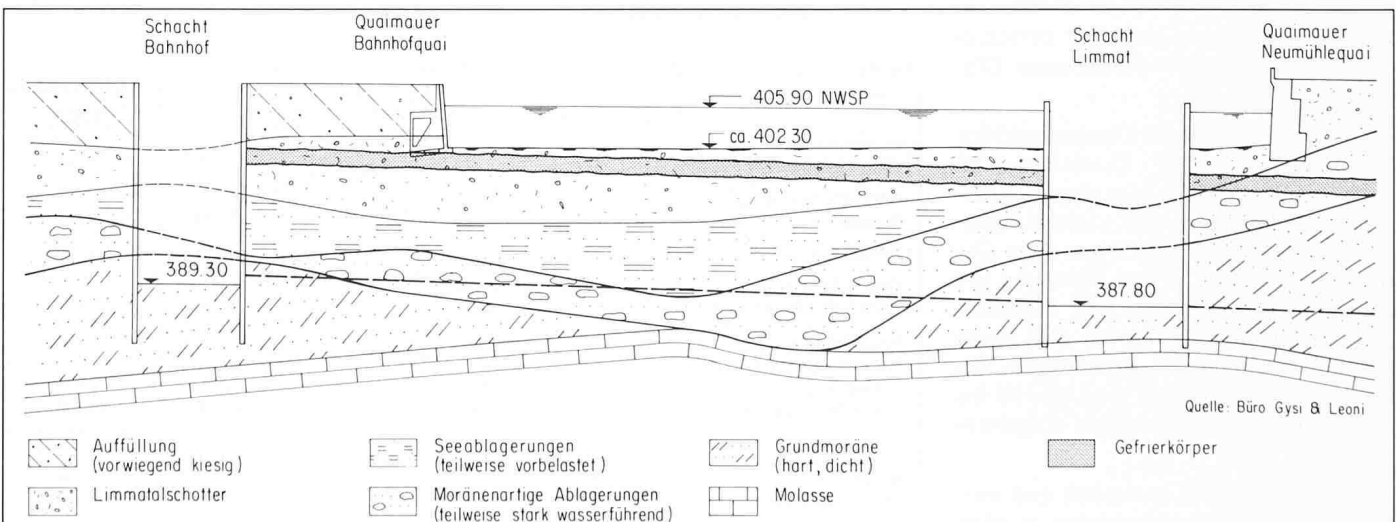 Schacht
Bahnhof
Quaimauer
Bahnhofquai
Schacht
Limmat
Quaimauer
Neumühlequai
405.90 NWSP
ca. 402.30
389.30
387.80
Quelle: Büro Gysi & Leoni
Auffüllung
(vorwiegend kiesig)
Limmatalschotter
Seeablagerungen
(teilweise vorbelastet)
Moränenartige Ablagerungen
(teilweise stark wasserführend)
Grundmoräne
(hart, dicht)
Molasse
Gefrierkörper